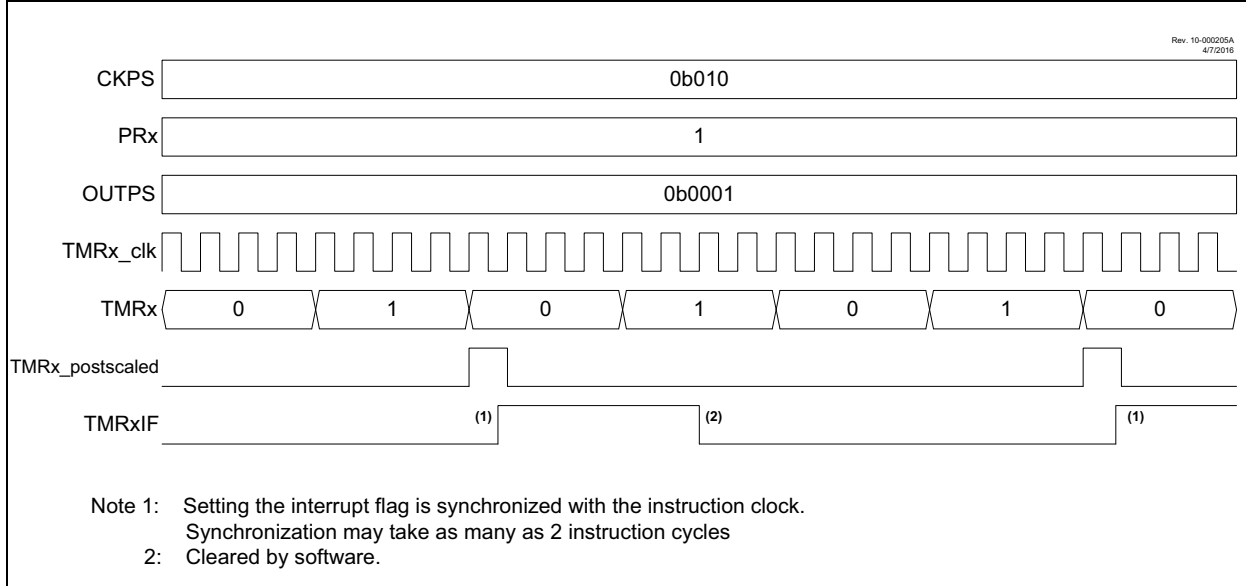 Rev. 10-000205A
4/7/2016
CKPS 0b010
PRx 1
OUTPS 0b0001
TMRx_clk
TMRx 0 1 0 1 0 1 0
TMRx_postscaled
TMRxIF (1) (2) (1)
Note 1: Setting the interrupt flag is synchronized with the instruction clock.
Synchronization may take as many as 2 instruction cycles
2: Cleared by software.